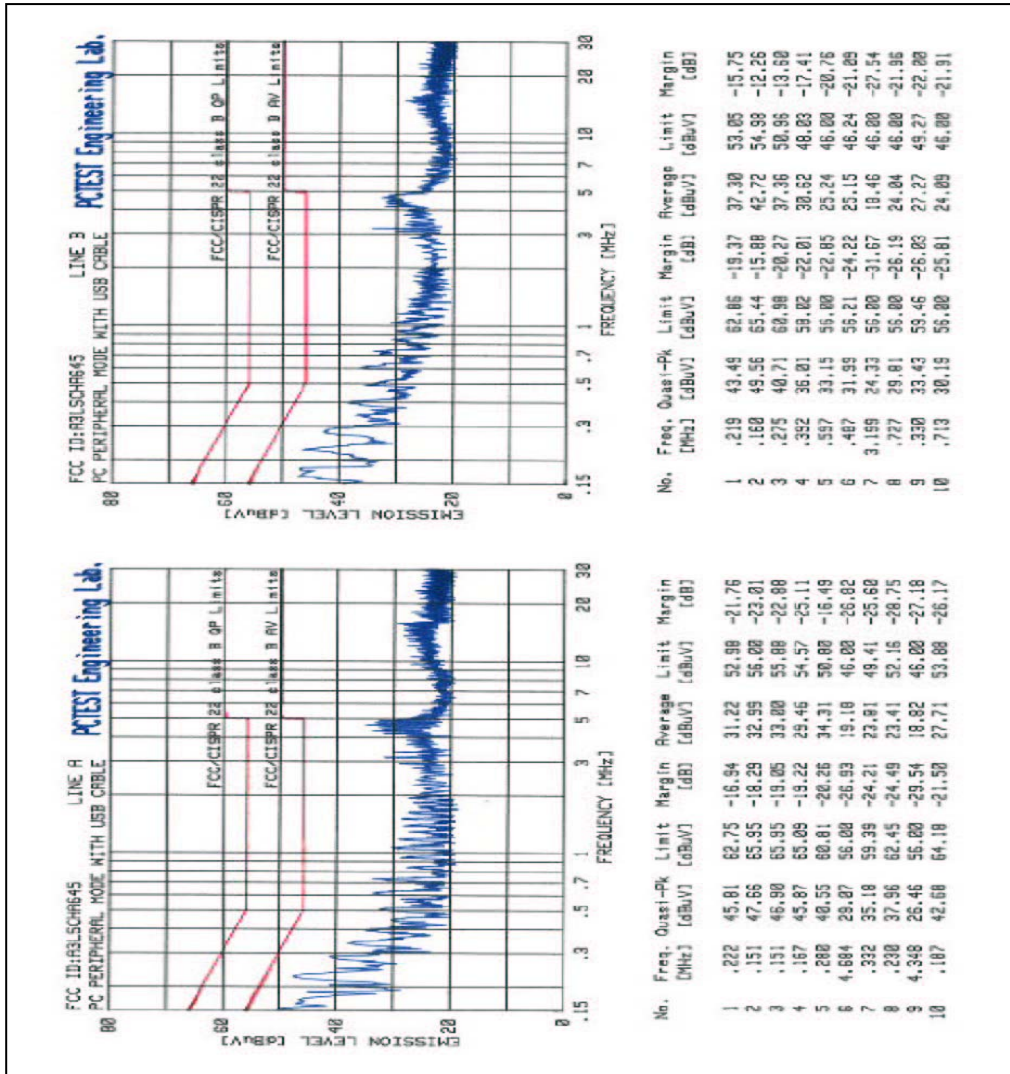 FCC ID:A3LSCHA645 LINE A PCTEST Engineering Lab.
PC PERIPHERAL MODE WITH USB CABLE
80
60
40
20
0
EMISSION LEVEL [dBuV]
FCC/CISPR 22 class B QP Limits
FCC/CISPR 22 class B AV Limits
.15 .3 .5 .7 1 3 5 7 10 20 30
FREQUENCY [MHz]
No. Freq. Quasi-Pk Limit Margin Average Limit Margin
[MHz] [dBuV] [dBuV] [dB] [dBuV] [dBuV] [dB]
1 .222 45.81 62.75 -16.94 31.22 52.98 -21.76
2 .151 47.66 65.95 -18.29 32.99 56.00 -23.01
3 .151 46.90 65.95 -19.05 33.00 55.88 -22.88
4 .167 45.87 65.09 -19.22 29.46 54.57 -25.11
5 .280 40.55 60.81 -20.26 34.31 50.80 -16.49
6 4.684 29.07 56.00 -26.93 19.18 46.00 -26.82
7 .332 35.18 59.39 -24.21 23.81 49.41 -25.60
8 .230 37.96 62.45 -24.49 23.41 52.16 -28.75
9 4.348 26.46 56.00 -29.54 18.82 46.00 -27.18
10 .187 42.68 64.18 -21.50 27.71 53.88 -26.17
FCC ID:A3LSCHA645 LINE B PCTEST Engineering Lab.
PC PERIPHERAL MODE WITH USB CABLE
80
60
40
20
0
EMISSION LEVEL [dBuV]
FCC/CISPR 22 class B QP Limits
FCC/CISPR 22 class B AV Limits
.15 .3 .5 .7 1 3 5 7 10 20 30
FREQUENCY [MHz]
No. Freq. Quasi-Pk Limit Margin Average Limit Margin
[MHz] [dBuV] [dBuV] [dB] [dBuV] [dBuV] [dB]
1 .219 43.49 62.86 -19.37 37.30 53.05 -15.75
2 .160 49.56 65.44 -15.88 42.72 54.98 -12.26
3 .275 40.71 60.98 -20.27 37.36 50.96 -13.60
4 .392 36.01 58.02 -22.01 30.62 48.03 -17.41
5 .597 33.15 56.00 -22.85 25.24 46.00 -20.76
6 .487 31.99 56.21 -24.22 25.15 46.24 -21.09
7 3.199 24.33 56.00 -31.67 18.46 46.00 -27.54
8 .727 29.81 56.00 -26.19 24.04 46.00 -21.96
9 .330 33.43 59.46 -26.03 27.27 49.27 -22.00
10 .713 30.19 56.00 -25.81 24.09 46.00 -21.91